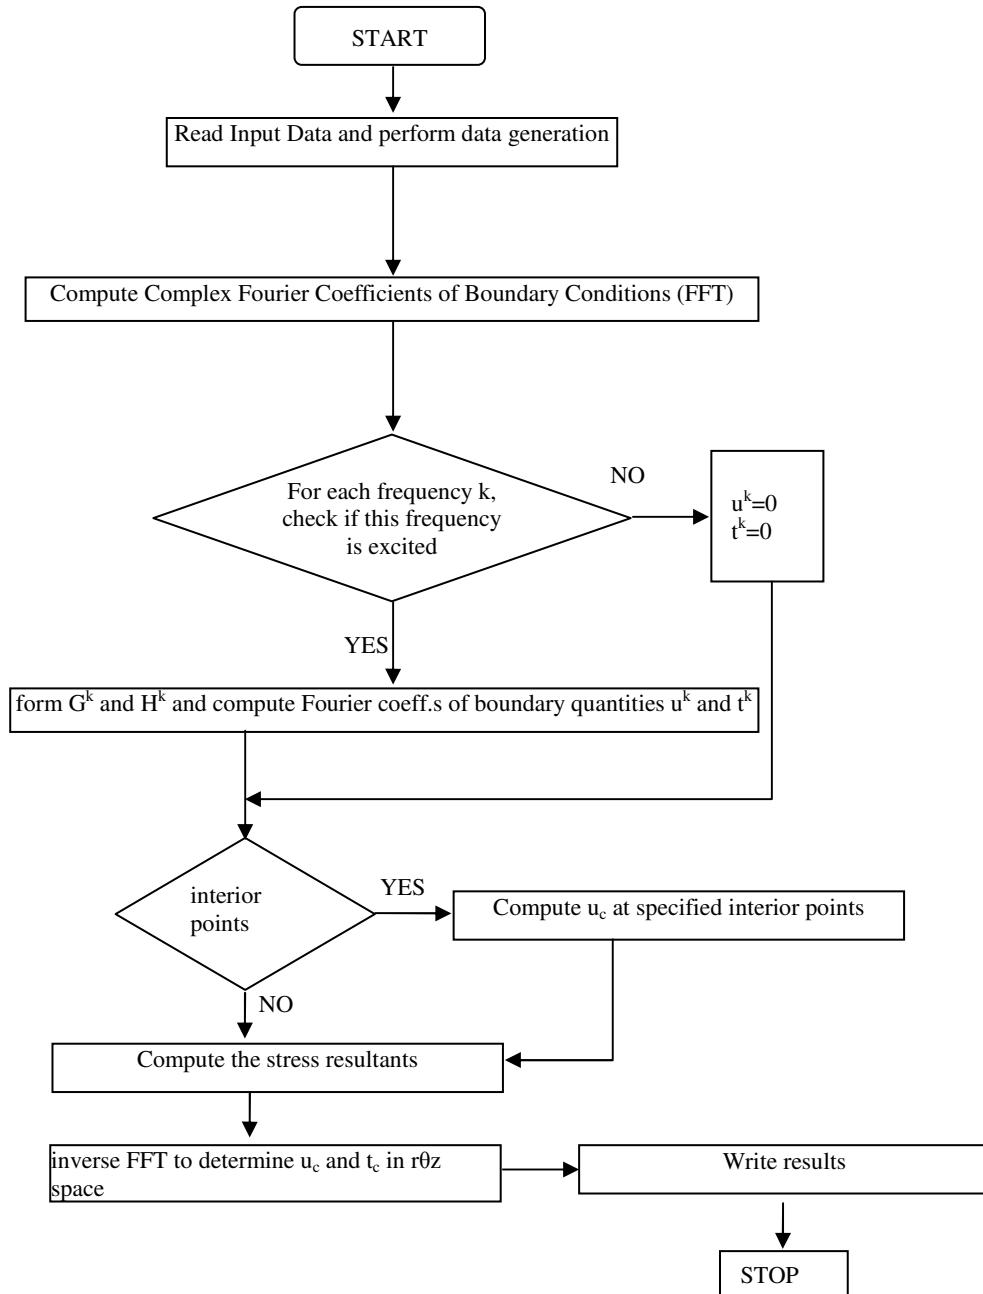 START
Read Input Data and perform data generation
Compute Complex Fourier Coefficients of Boundary Conditions (FFT)
For each frequency k,
check if this frequency
is excited
NO
u^k=0
t^k=0
YES
form G^k and H^k and compute Fourier coeff.s of boundary quantities u^k and t^k
interior
points
YES
Compute u_c at specified interior points
NO
Compute the stress resultants
inverse FFT to determine u_c and t_c in rθz
space
Write results
STOP